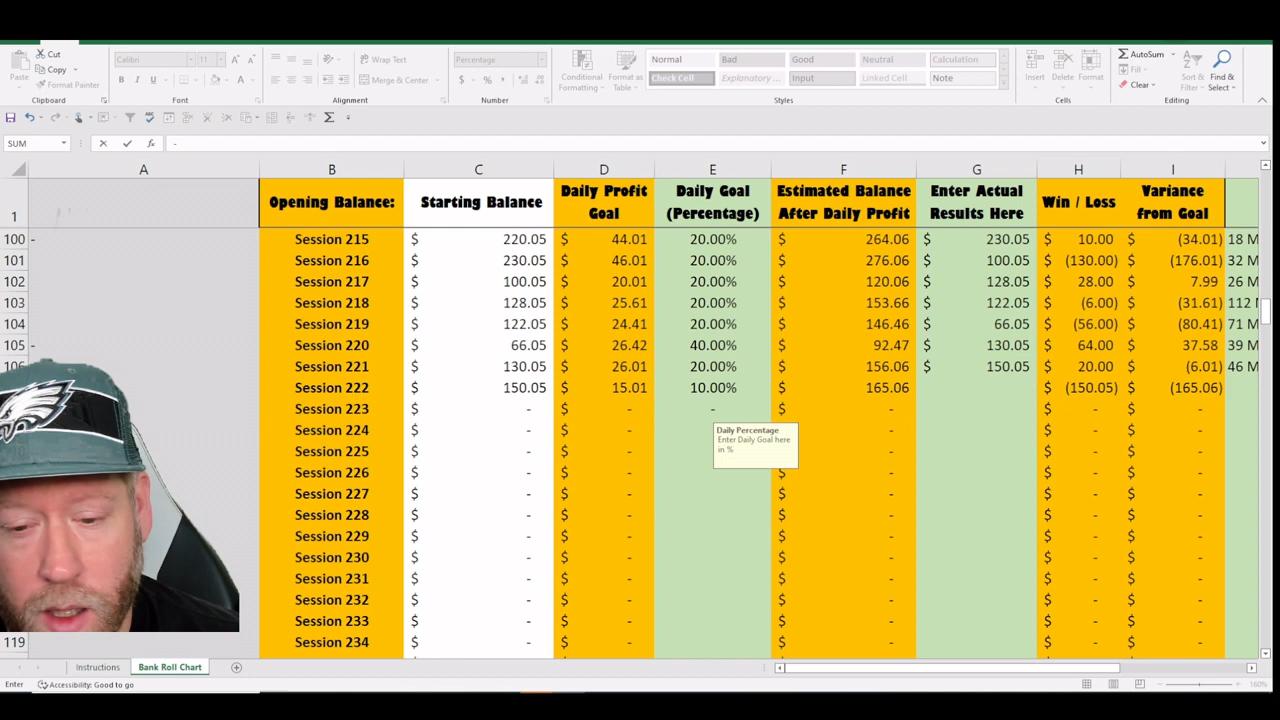 Cut
Calibri 11
Wrap Text
Percentage
Normal Bad Good Neutral Calculation
AutoSum
Paste
Copy
Conditional Formatting
Format as Table
Check Cell Explanatory ... Input Linked Cell Note
Insert Delete Format
Fill
Sort & Filter
Find & Select
Format Painter
B I U
Merge & Center
$ %
Clear
Clipboard Font Alignment Number Styles Cells Editing
SUM fx -
A B C D E F G H I
1 Opening Balance: Starting Balance Daily Profit Goal Daily Goal (Percentage) Estimated Balance After Daily Profit Enter Actual Results Here Win / Loss Variance from Goal
100 - Session 215 $ 220.05 $ 44.01 20.00% $ 264.06 $ 230.05 $ 10.00 $ (34.01) 18 M
101 Session 216 $ 230.05 $ 46.01 20.00% $ 276.06 $ 100.05 $ (130.00) $ (176.01) 32 M
102 Session 217 $ 100.05 $ 20.01 20.00% $ 120.06 $ 128.05 $ 28.00 $ 7.99 26 M
103 Session 218 $ 128.05 $ 25.61 20.00% $ 153.66 $ 122.05 $ (6.00) $ (31.61) 112
104 Session 219 $ 122.05 $ 24.41 20.00% $ 146.46 $ 66.05 $ (56.00) $ (80.41) 71 M
105 - Session 220 $ 66.05 $ 26.42 40.00% $ 92.47 $ 130.05 $ 64.00 $ 37.58 39 M
106 Session 221 $ 130.05 $ 26.01 20.00% $ 156.06 $ 150.05 $ 20.00 $ (6.01) 46 M
Session 222 $ 150.05 $ 15.01 10.00% $ 165.06 $ (150.05) $ (165.06)
Session 223 $ - $ - - $ - $ - $ -
Session 224 $ - $ - - $ - $ -
Daily Percentage
Enter Daily Goal here
in %
Session 225 $ - $ - - $ - $ -
Session 226 $ - $ - $ - $ - $ -
Session 227 $ - $ - $ - $ - $ -
Session 228 $ - $ - $ - $ - $ -
Session 229 $ - $ - $ - $ - $ -
Session 230 $ - $ - $ - $ - $ -
Session 231 $ - $ - $ - $ - $ -
Session 232 $ - $ - $ - $ - $ -
Session 233 $ - $ - $ - $ - $ -
119 Session 234 $ - $ - $ - $ - $ -
Instructions Bank Roll Chart
Enter Accessibility: Good to go 160%